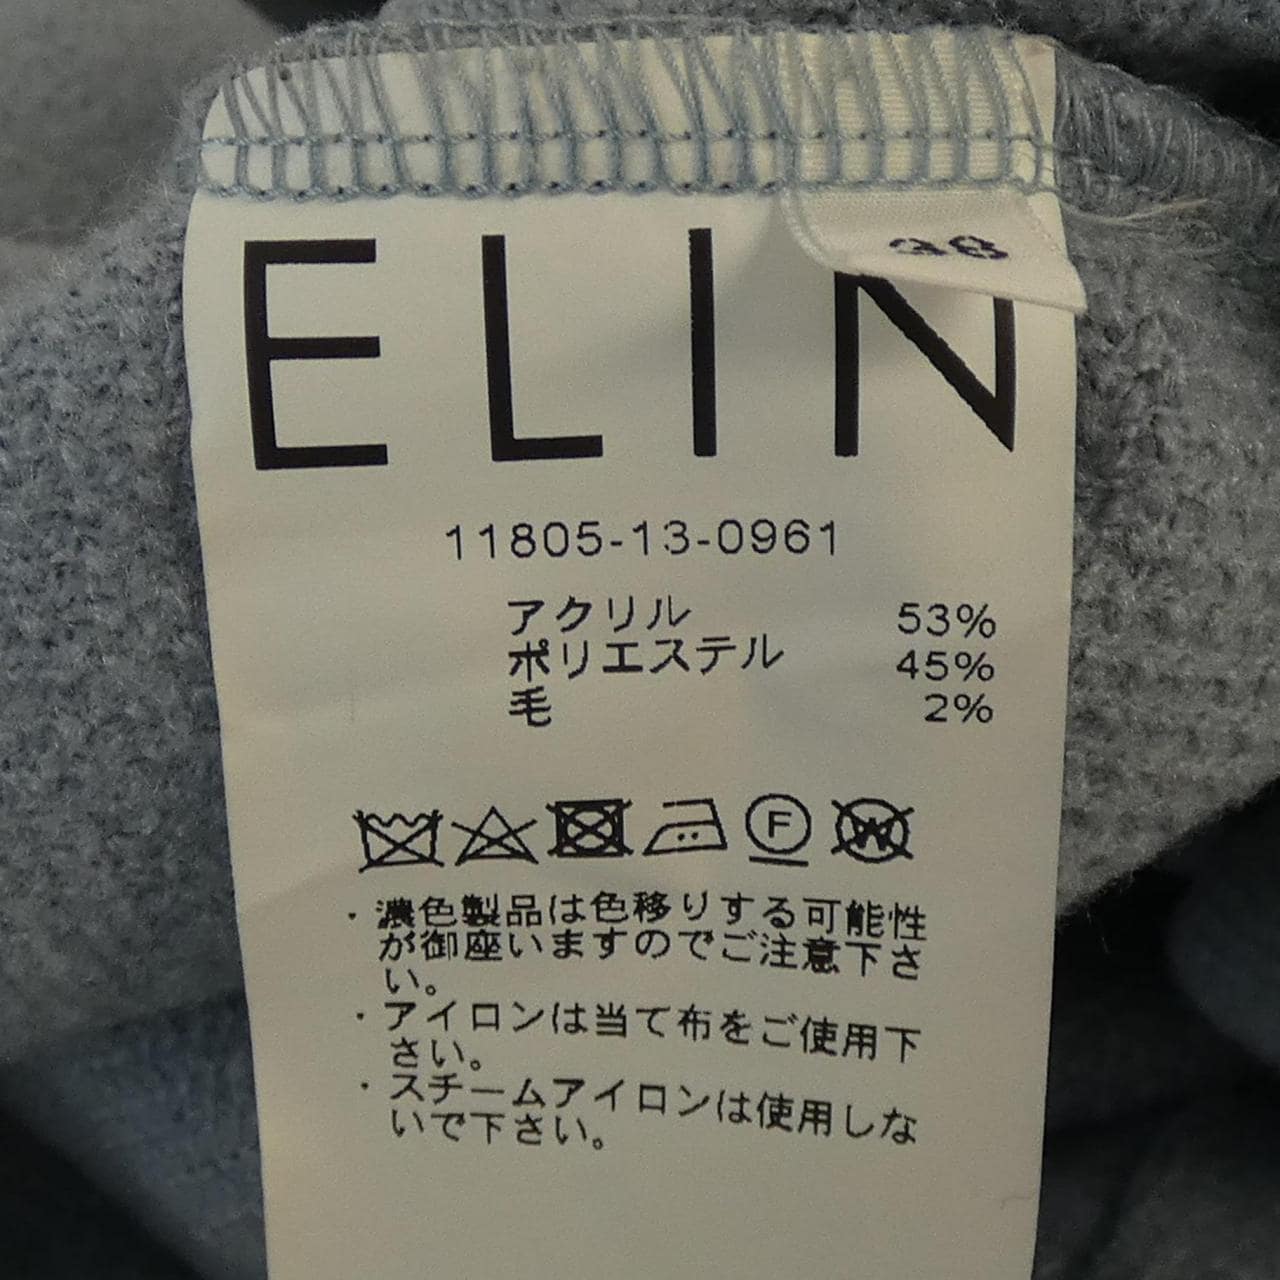 38
ELIN
11805-13-0961
アクリル 53%
ポリエステル 45%
毛 2%
F W
・濃色製品は色移りする可能性
が御座いますのでご注意下さ
い。
・アイロンは当て布をご使用下
さい。
・スチームアイロンは使用しな
いで下さい。